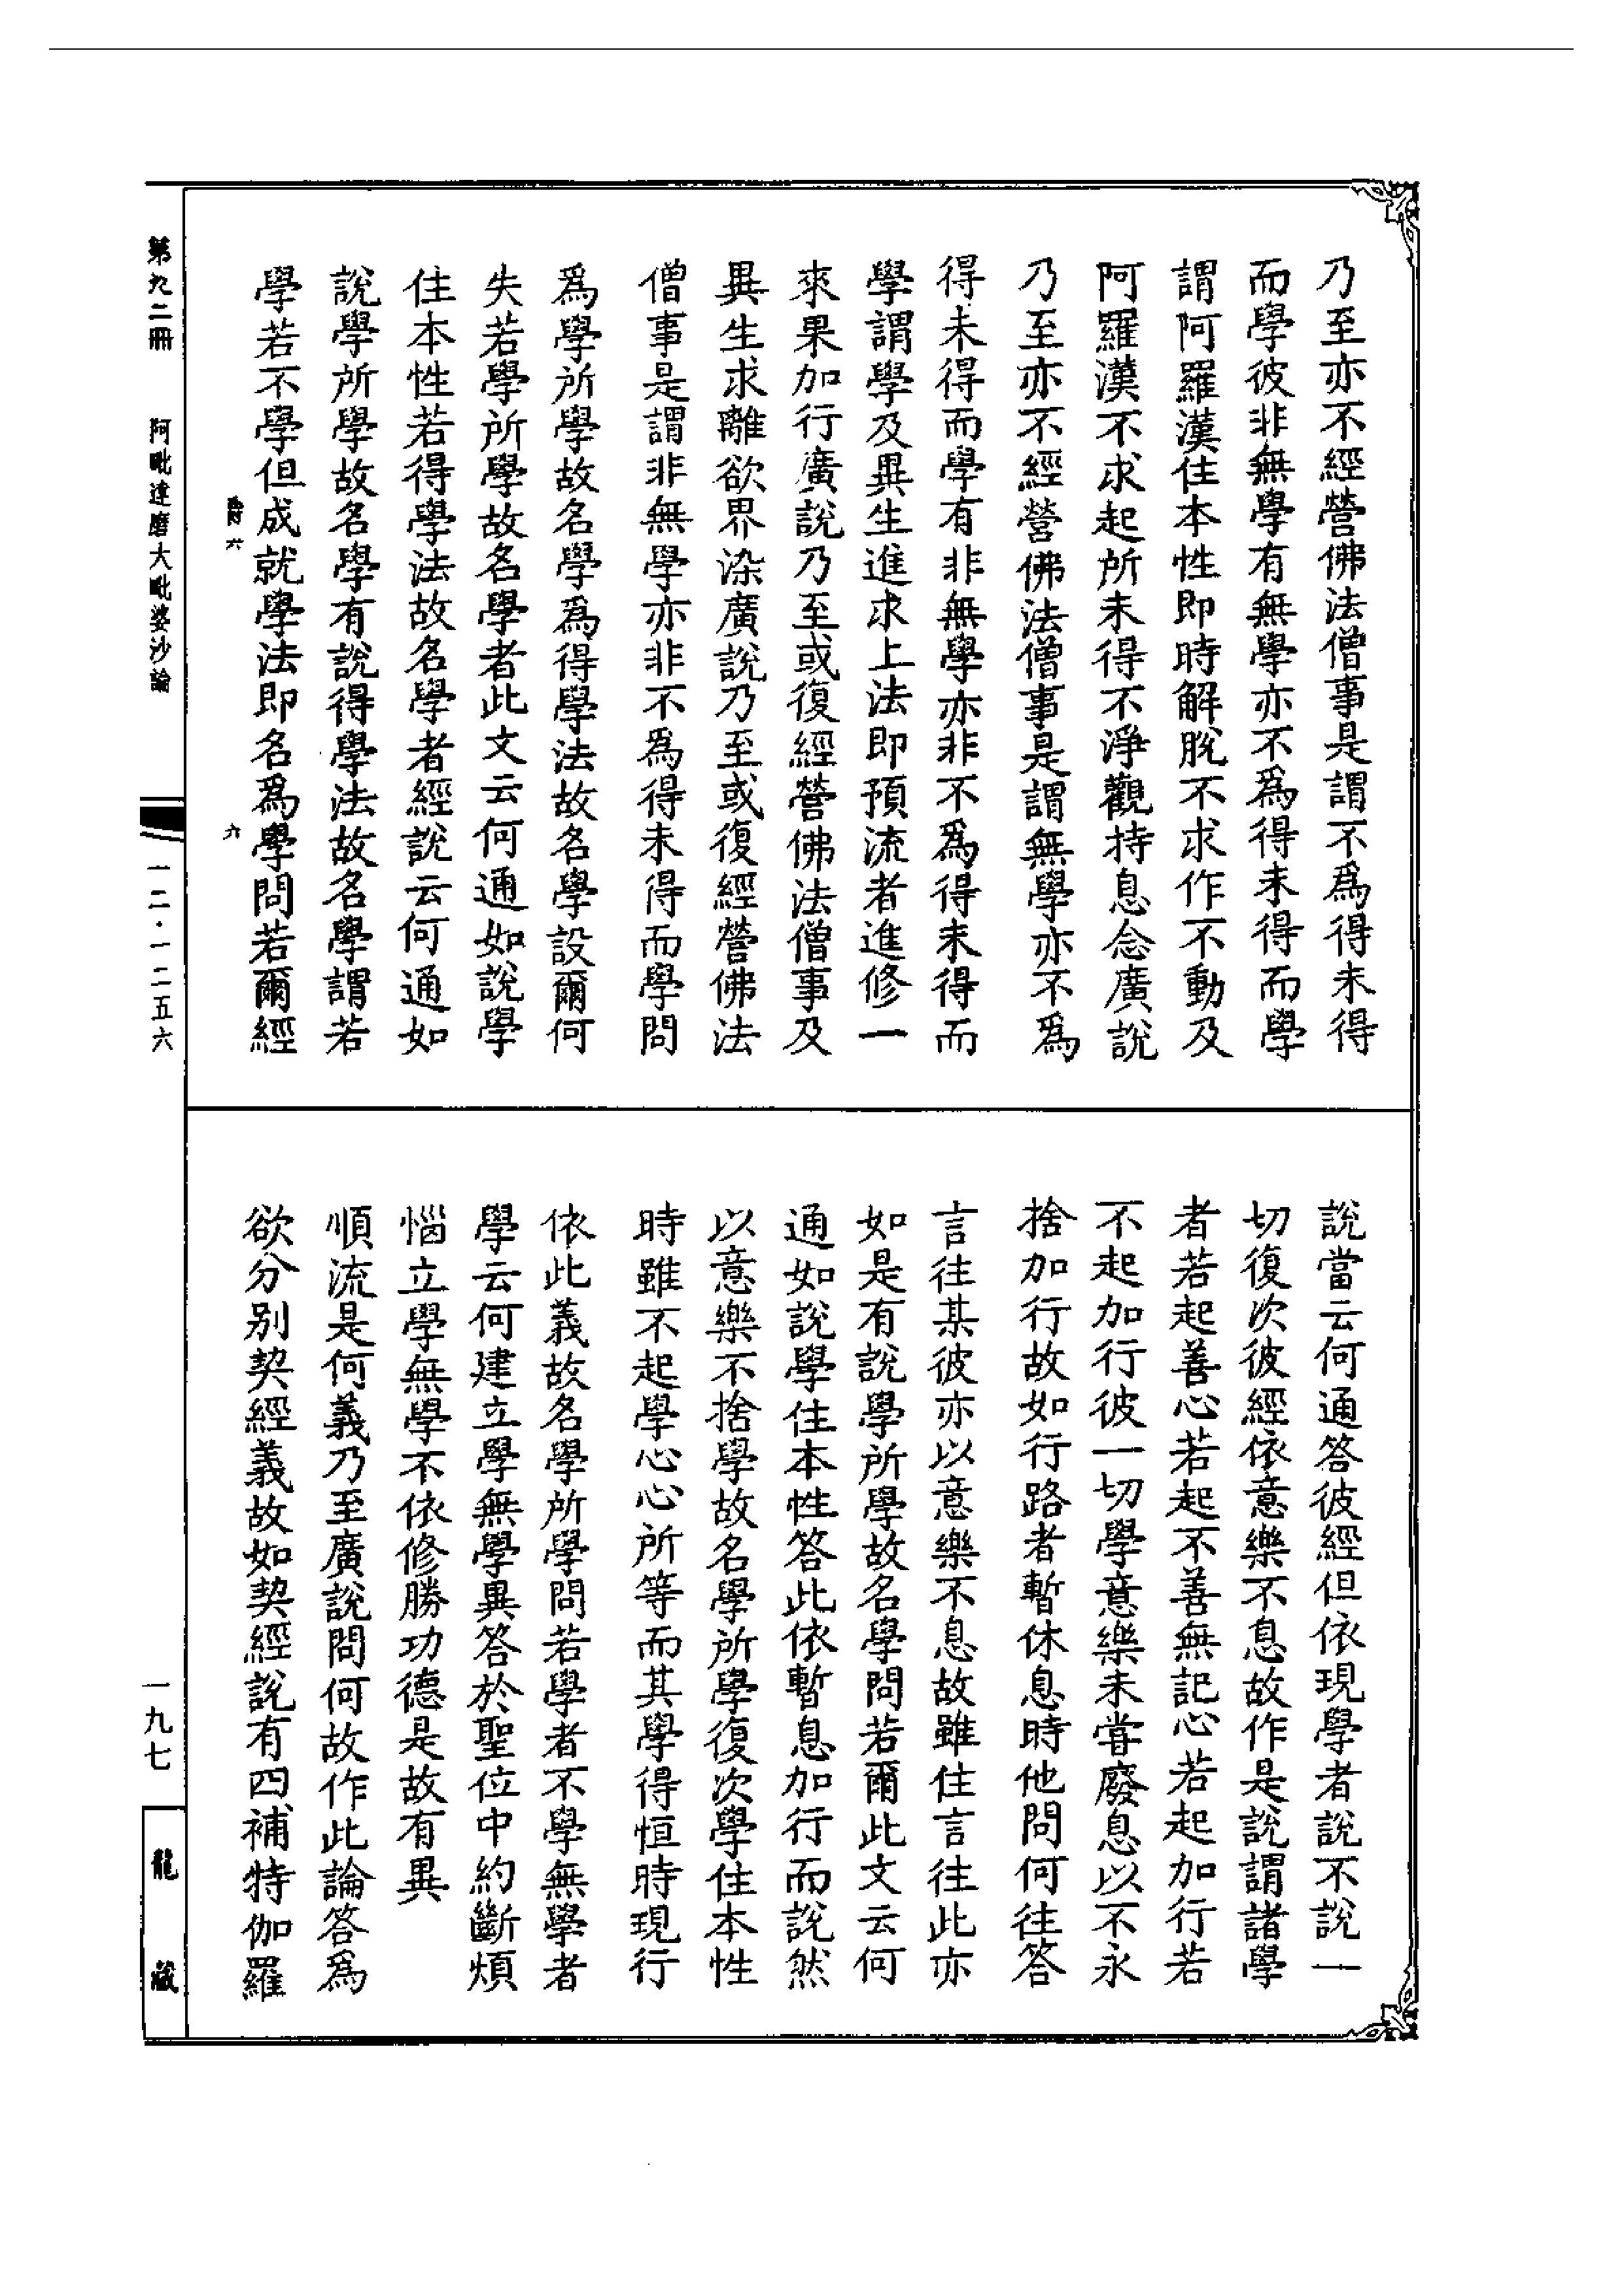 乃至亦不經營佛法僧事是謂不爲得未得
而學彼非無學有無學亦不爲得未得而學
謂阿羅漢住本性即時解脫不求作不動及
阿羅漢不求起所未得不淨觀持息念廣說
乃至亦不經營佛法僧事是謂無學亦不爲
得未得而學有非無學亦非不爲得未得而
學謂學及異生進求上法即預流者進修一
來果加行廣說乃至或復經營佛法僧事及
異生求離欲界染廣說乃至或復經營佛法
僧事是謂非無學亦非不爲得未得而學問
爲學所學故名學爲得學法故名學設爾何
失若學所學故名學者此文云何通如說學
住本性若得學法故名學者經說云何通如
說學所學故名學有說得學法故名學謂若
學若不學但成就學法即名爲學問若爾經
爵六
六
說當云何通答彼經但依現學者說不說一
切復次彼經依意樂不息故作是說謂諸學
者若起善心若起不善無記心若起加行若
不起加行彼一切學意樂未嘗廢息以不永
捨加行故如行路者暫休息時他問何往答
言往某彼亦以意樂不息故雖住言往此亦
如是有說學所學故名學問若爾此文云何
通如說學住本性答此依暫息加行而說然
以意樂不捨學故名學所學復次學住本性
時雖不起學心心所等而其學得恒時現行
依此義故名學所學問若學者不學無學者
學云何建立學無學異答於聖位中約斷煩
惱立學無學不依修勝功德是故有異
順流是何義乃至廣說問何故作此論答爲
欲分別契經義故如契經說有四補特伽羅
第九二冊　阿毗達磨大毗婆沙論
一二·一二五六
一九七
龍藏